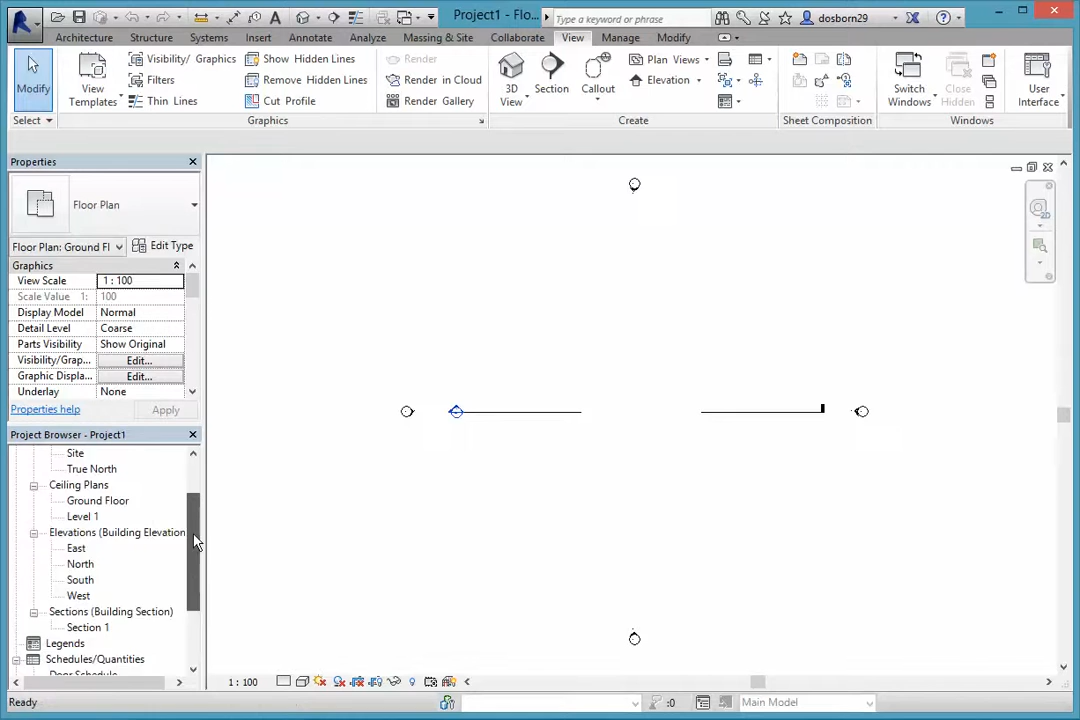 Project1 - Flo...
Type a keyword or phrase
dosborn29
Architecture Structure Systems Insert Annotate Analyze Massing & Site Collaborate View Manage Modify
Modify
View Templates
Visibility/ Graphics
Filters
Thin Lines
Show Hidden Lines
Remove Hidden Lines
Cut Profile
Render
Render in Cloud
Render Gallery
3D View
Section
Callout
Plan Views
Elevation
Switch Windows
Close Hidden
User Interface
Select Graphics Create Sheet Composition Windows
Properties
Floor Plan
Floor Plan: Ground Fl Edit Type
Graphics
View Scale 1 : 100
Scale Value 1: 100
Display Model Normal
Detail Level Coarse
Parts Visibility Show Original
Visibility/Grap... Edit...
Graphic Displa... Edit...
Underlay None
Properties help Apply
Project Browser - Project1
Site
True North
Ceiling Plans
Ground Floor
Level 1
Elevations (Building Elevation
East
North
South
West
Sections (Building Section)
Section 1
Legends
Schedules/Quantities
Door Schedule
2D
1 : 100
Ready
:0
Main Model